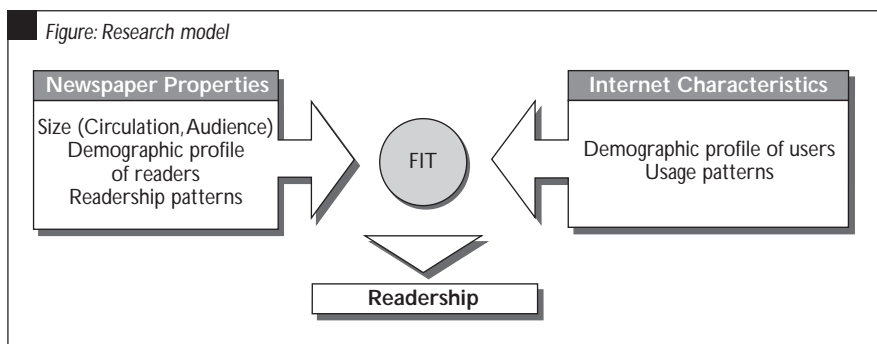 Figure: Research model
Newspaper Properties
Size (Circulation, Audience)
Demographic profile
of readers
Readership patterns
FIT
Internet Characteristics
Demographic profile of users
Usage patterns
Readership